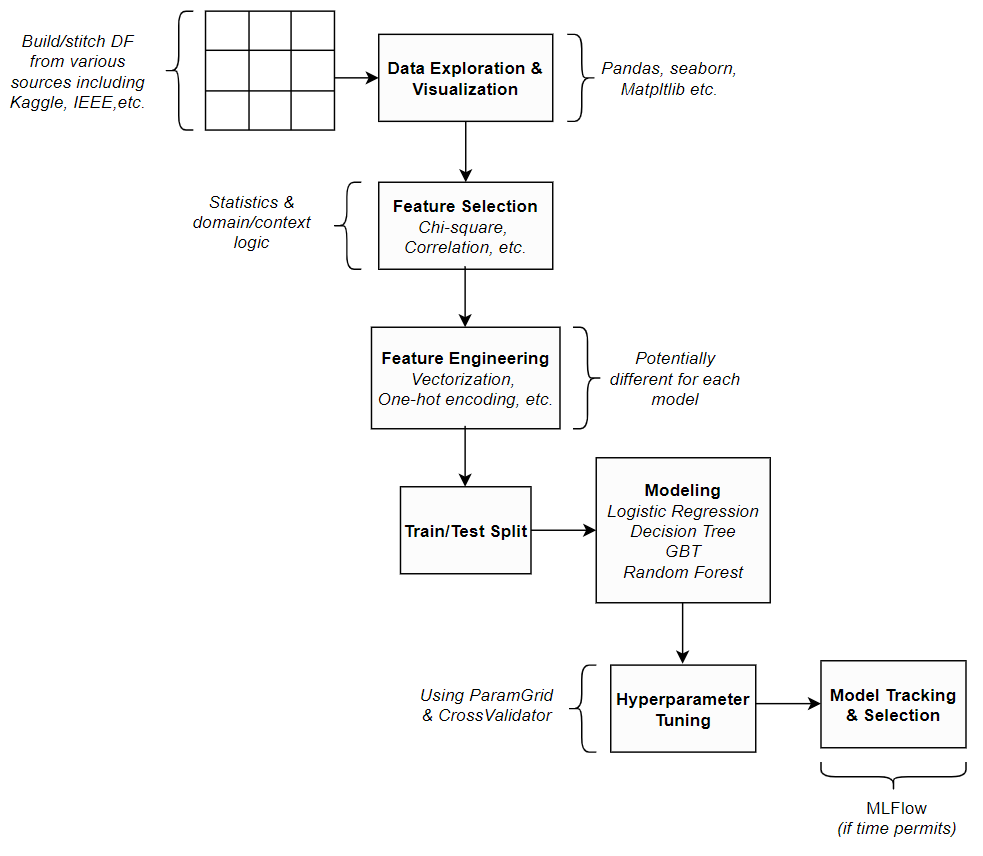 Build/stitch DF
from various
sources including
Kaggle, IEEE,etc.
Data Exploration &
Visualization
Pandas, seaborn,
Matpltlib etc.
Statistics &
domain/context
logic
Feature Selection
Chi-square,
Correlation, etc.
Feature Engineering
Vectorization,
One-hot encoding, etc.
Potentially
different for each
model
Train/Test Split
Modeling
Logistic Regression
Decision Tree
GBT
Random Forest
Using ParamGrid
& CrossValidator
Hyperparameter
Tuning
Model Tracking
& Selection
MLFlow
(if time permits)